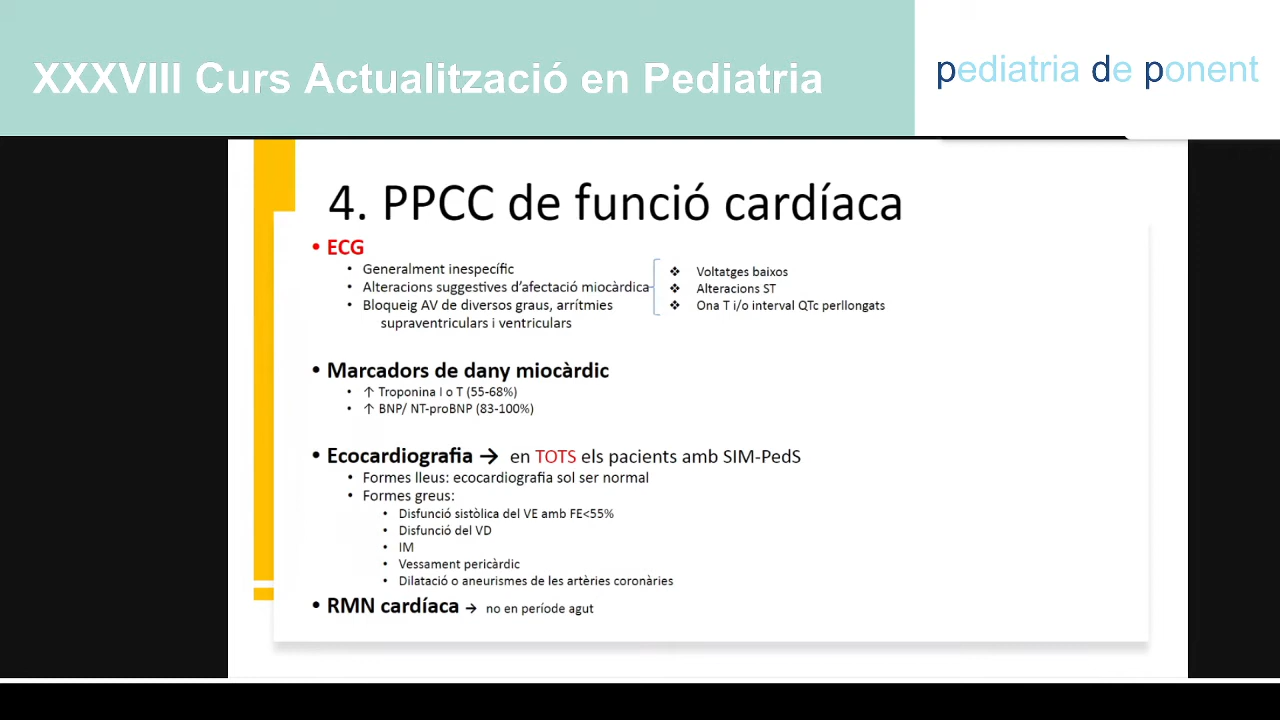 XXXVIII Curs Actualització en Pediatria
pediatria de ponent
4. PPCC de funció cardíaca
• ECG
• Generalment inespecífic
• Alteracions suggestives d'afectació miocàrdica
• Bloqueig AV de diversos graus, arrítmies
supraventriculars i ventriculars
❖ Voltatges baixos
❖ Alteracions ST
❖ Ona T i/o interval QTc perllongats
• Marcadors de dany miocàrdic
• ↑ Troponina I o T (55-68%)
• ↑ BNP/ NT-proBNP (83-100%)
• Ecocardiografia → en TOTS els pacients amb SIM-PedS
• Formes lleus: ecocardiografia sol ser normal
• Formes greus:
• Disfunció sistòlica del VE amb FE<55%
• Disfunció del VD
• IM
• Vessament pericàrdic
• Dilatació o aneurismes de les artèries coronàries
• RMN cardíaca → no en període agut